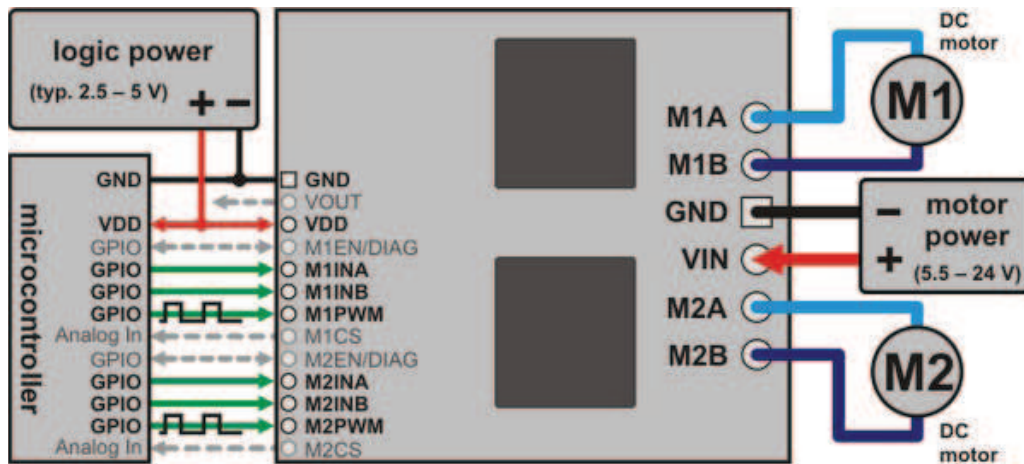 logic power
(typ. 2.5 – 5 V)
+ −
microcontroller
GND
VDD
GPIO
GPIO
GPIO
GPIO
Analog In
GPIO
GPIO
GPIO
GPIO
Analog In
GND
VOUT
VDD
M1EN/DIAG
M1INA
M1INB
M1PWM
M1CS
M2EN/DIAG
M2INA
M2INB
M2PWM
M2CS
M1A
M1B
GND
VIN
M2A
M2B
DC
motor
M1
− motor
power
+ (5.5 – 24 V)
M2
DC
motor